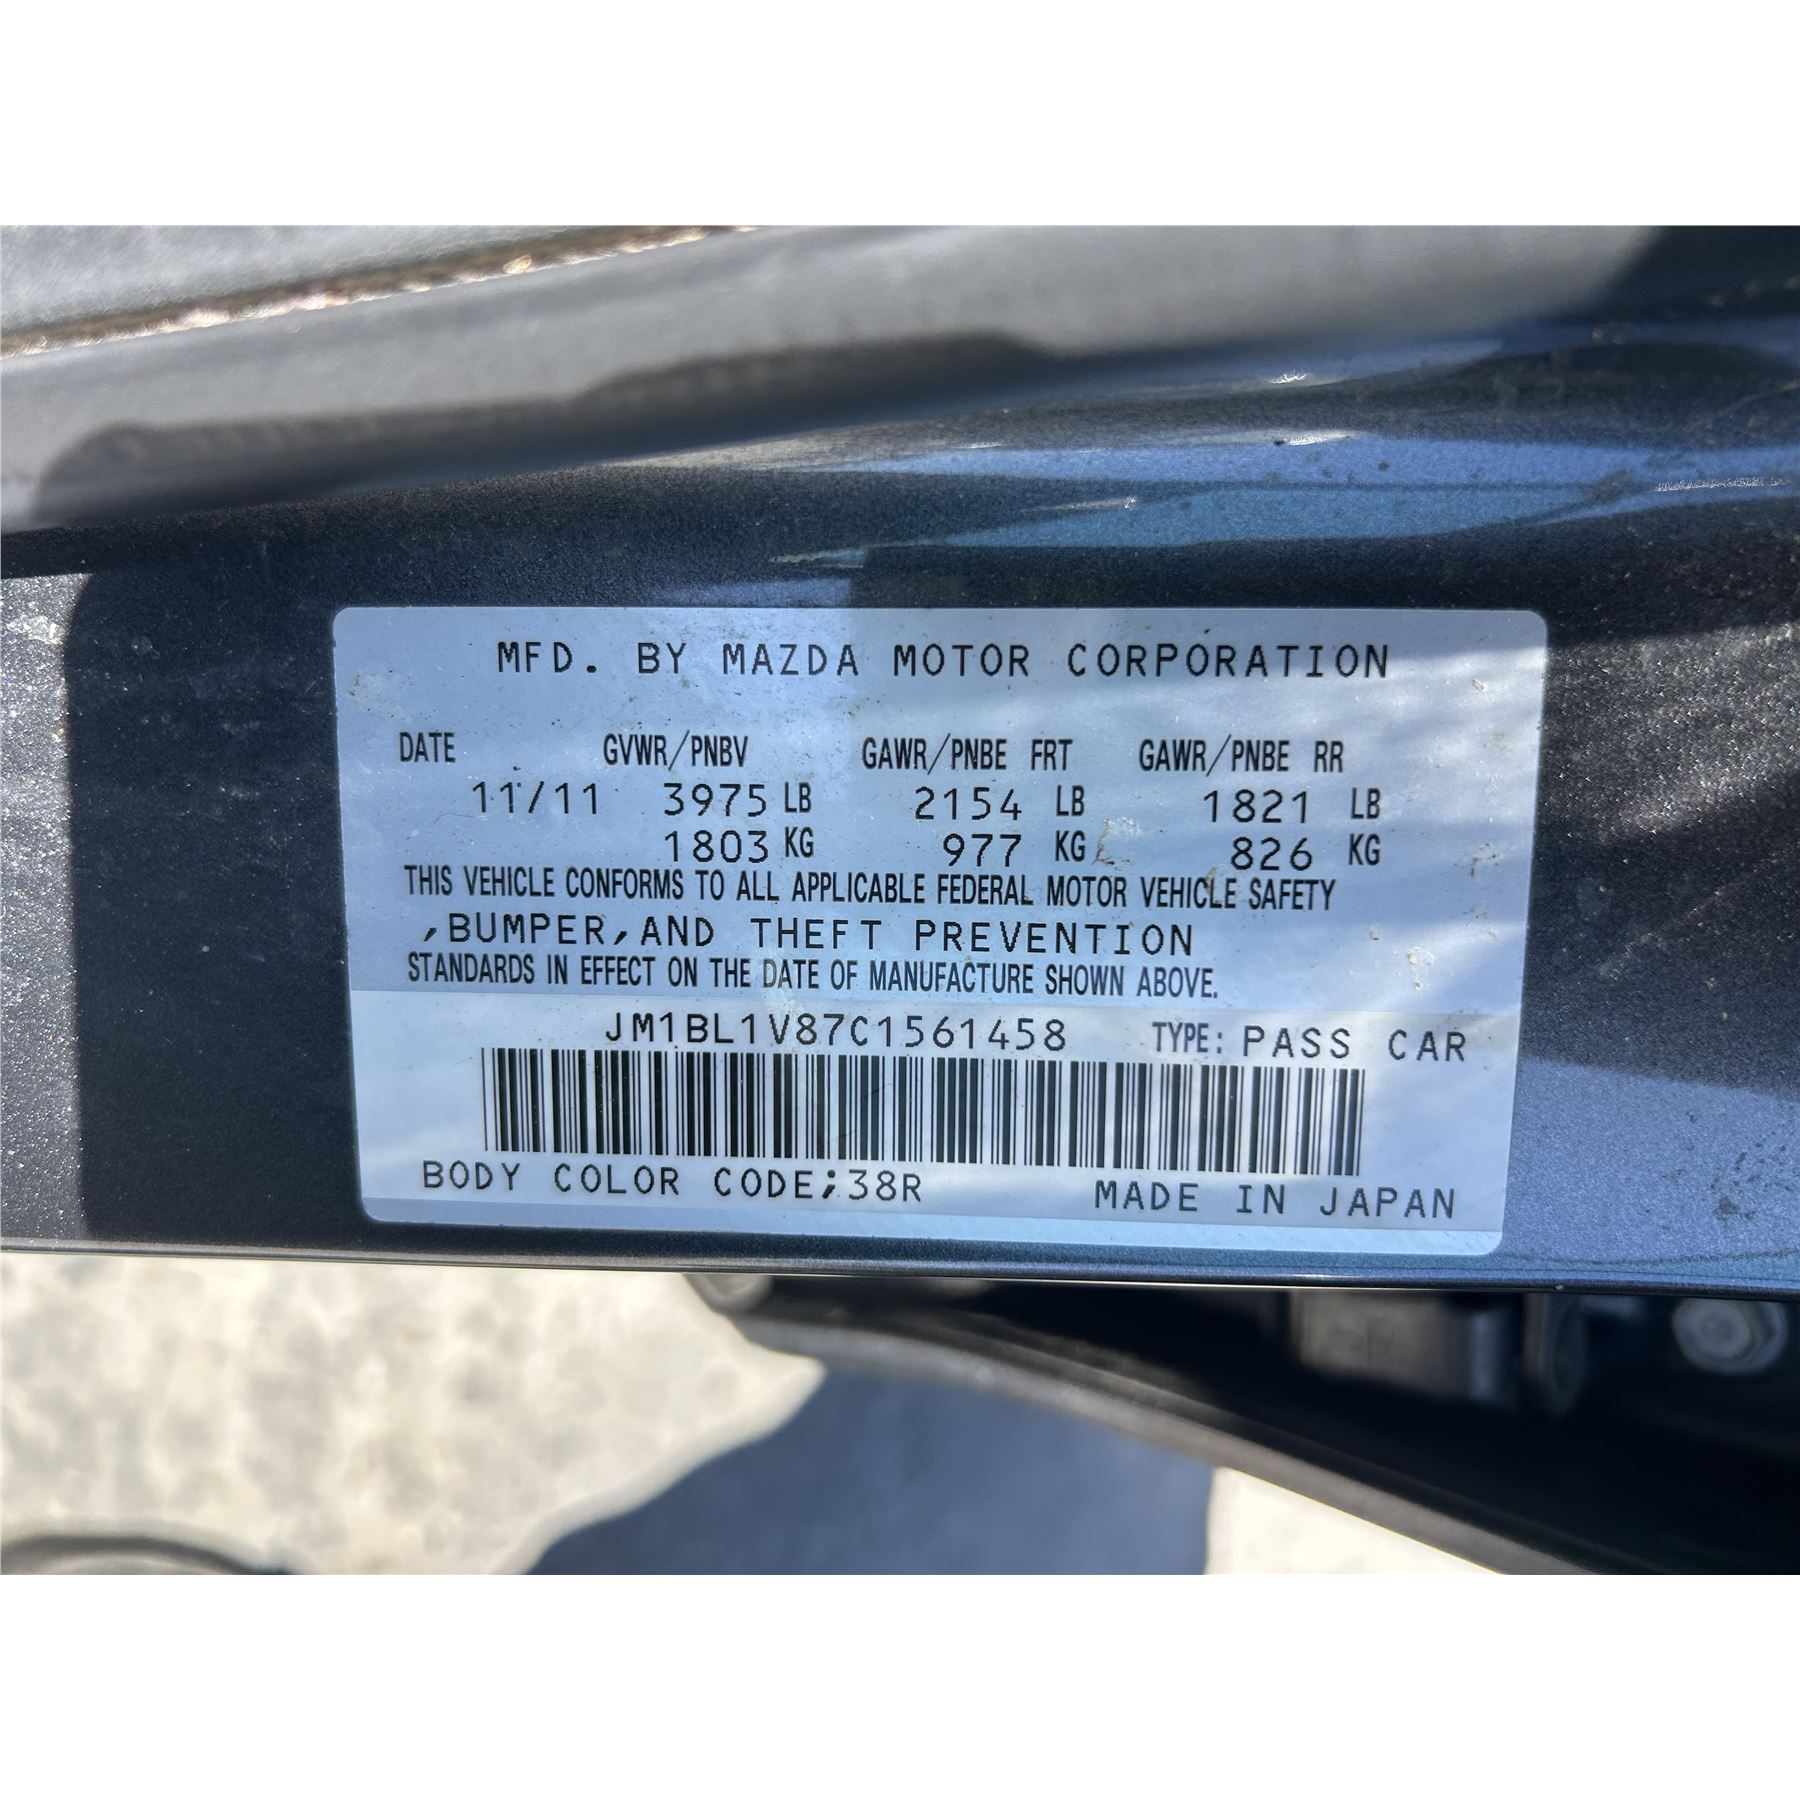 MFD. BY MAZDA MOTOR CORPORATION
DATE GVWR/PNBV GAWR/PNBE FRT GAWR/PNBE RR
11/11 3975 LB 2154 LB 1821 LB
1803 KG 977 KG 826 KG
THIS VEHICLE CONFORMS TO ALL APPLICABLE FEDERAL MOTOR VEHICLE SAFETY
,BUMPER,AND THEFT PREVENTION
STANDARDS IN EFFECT ON THE DATE OF MANUFACTURE SHOWN ABOVE.
JM1BL1V87C1561458 TYPE: PASS CAR
BODY COLOR CODE;38R MADE IN JAPAN